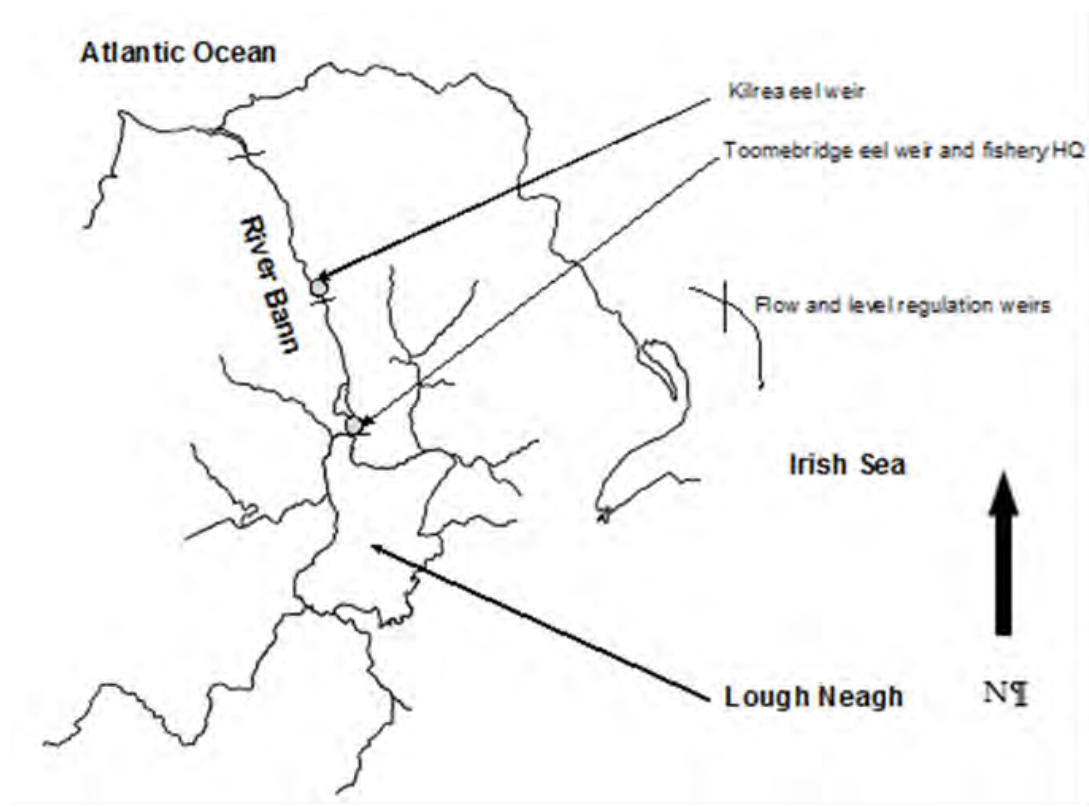 Atlantic Ocean
Kilrea eel weir
Toomebridge eel weir and fishery HQ
River Bann
Flow and level regulation weirs
Irish Sea
Lough Neagh
N¶